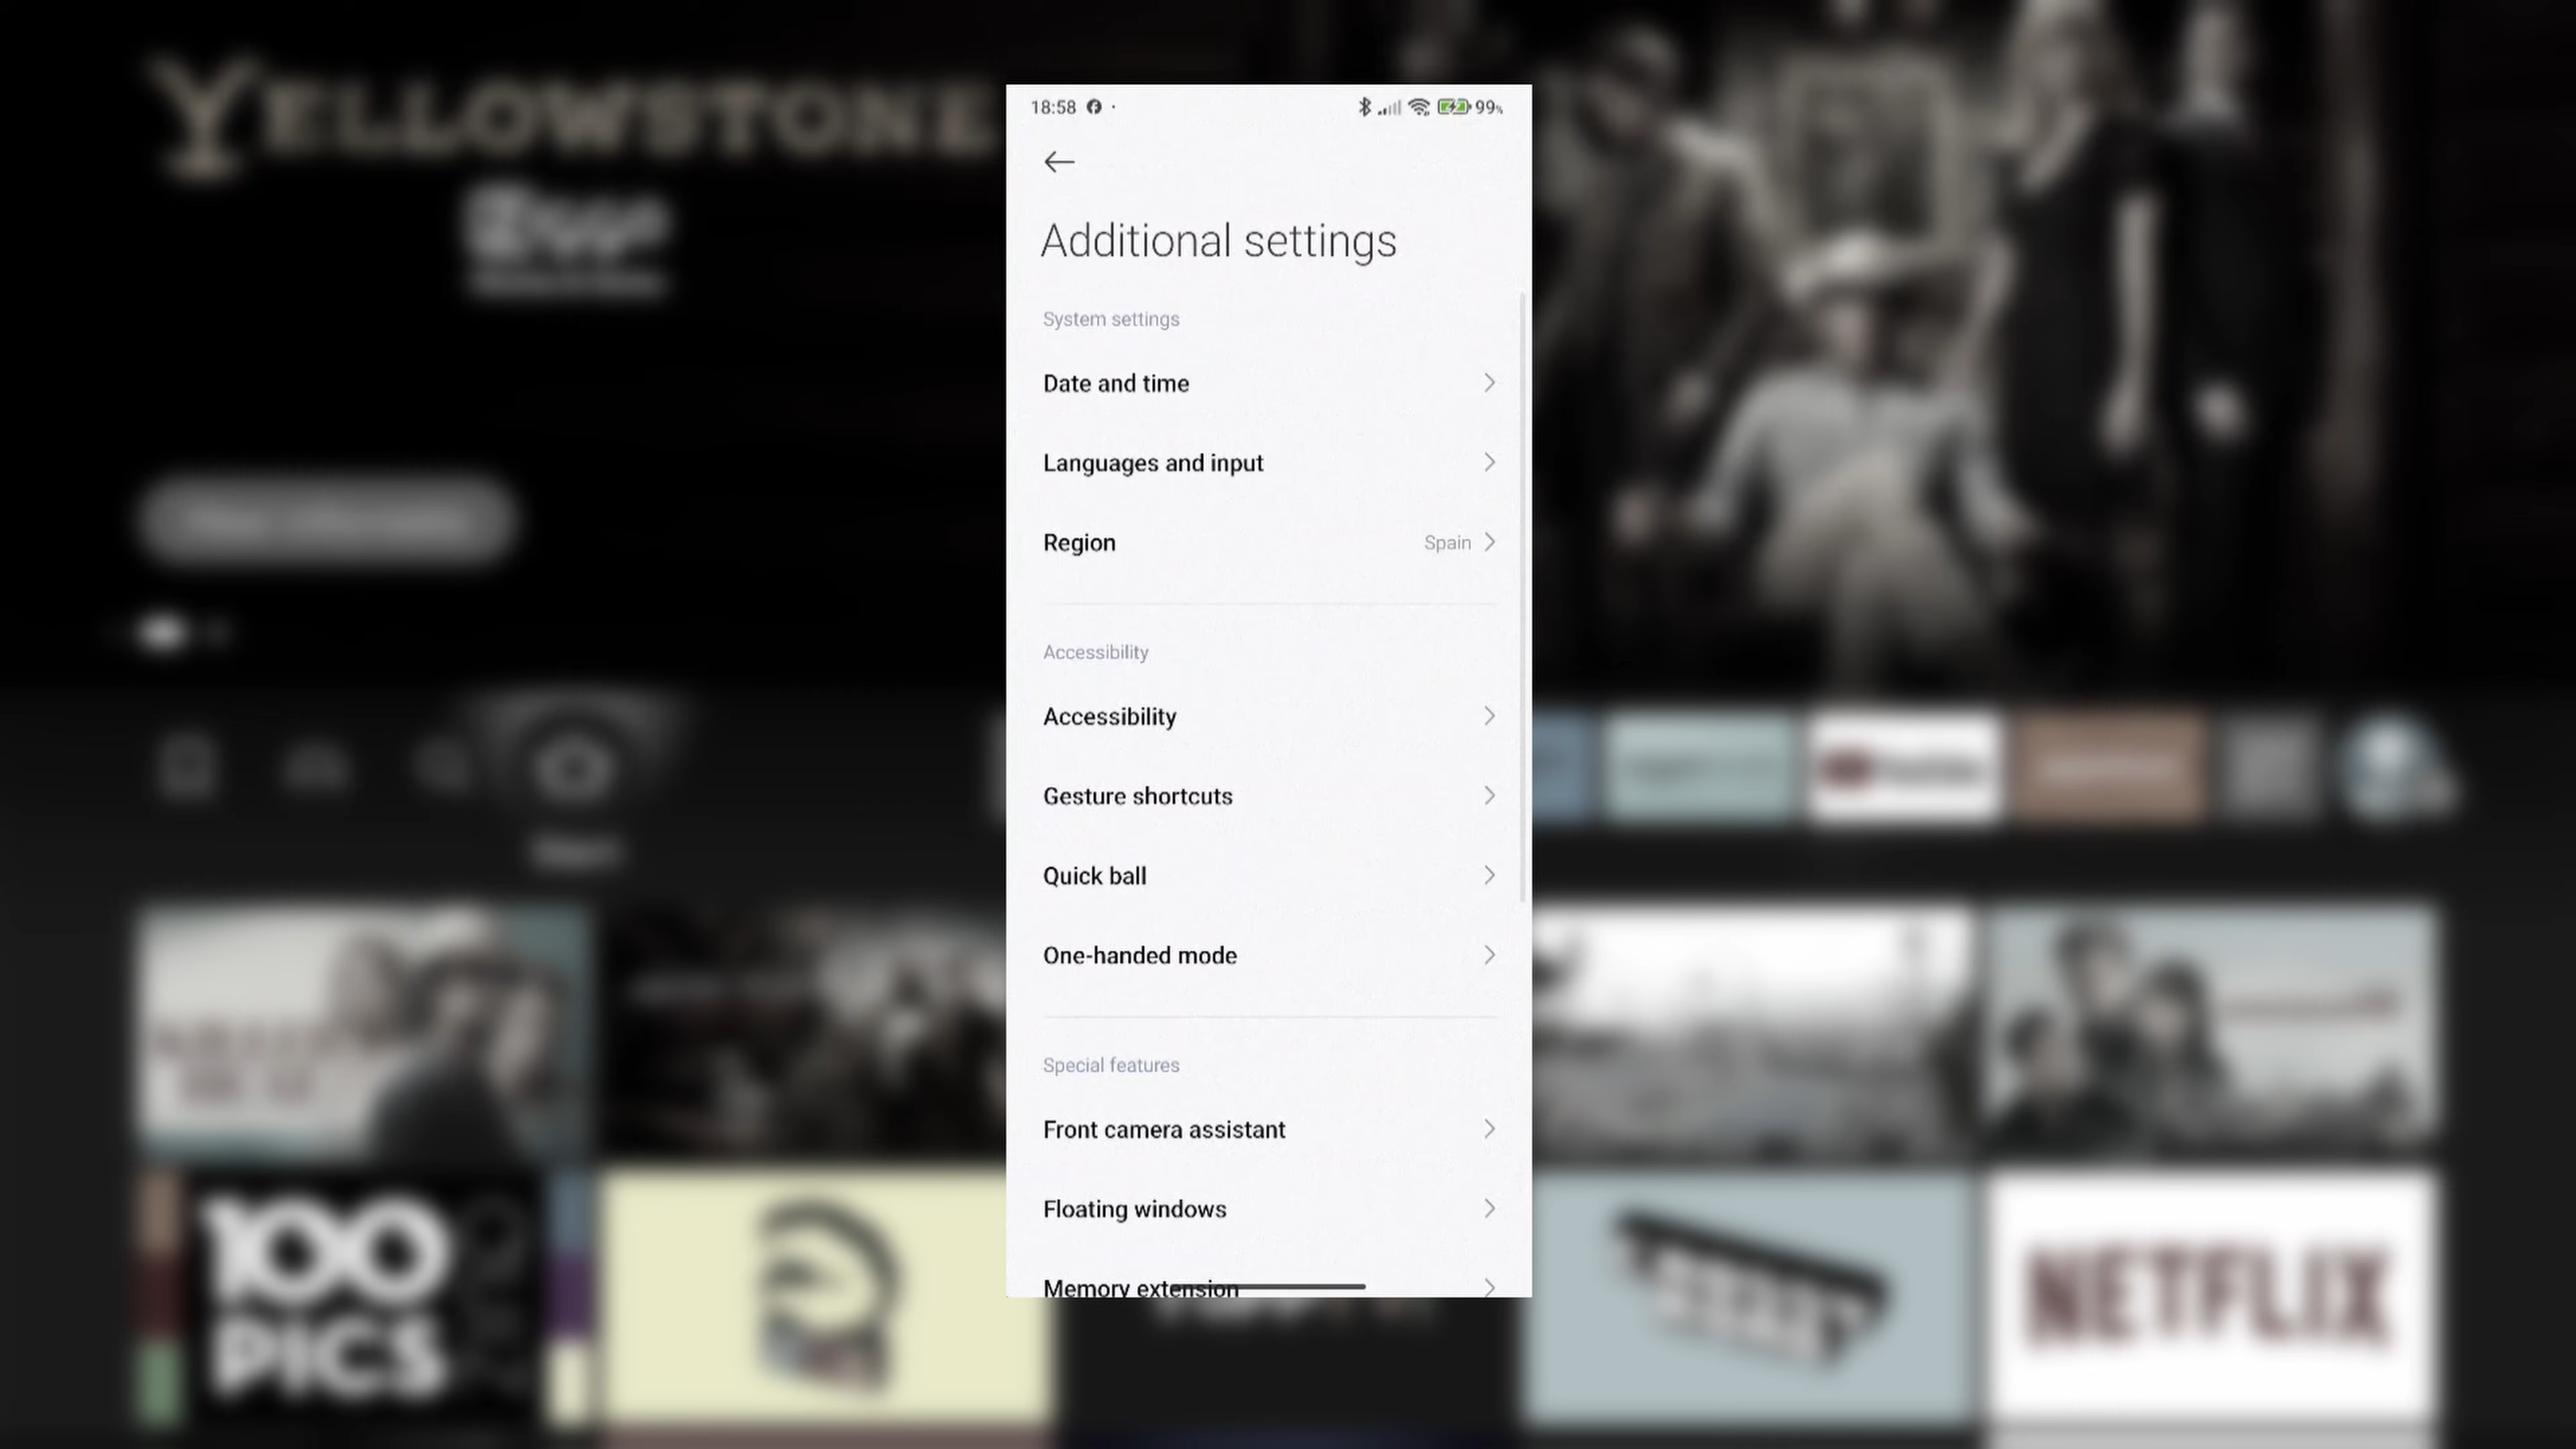 YELLOWSTONE
18:58
99%
Additional settings
System settings
Date and time
Languages and input
Region
Spain
Accessibility
Accessibility
Gesture shortcuts
Quick ball
One-handed mode
Special features
Front camera assistant
Floating windows
Memory extension
100
PICS
NETFLIX